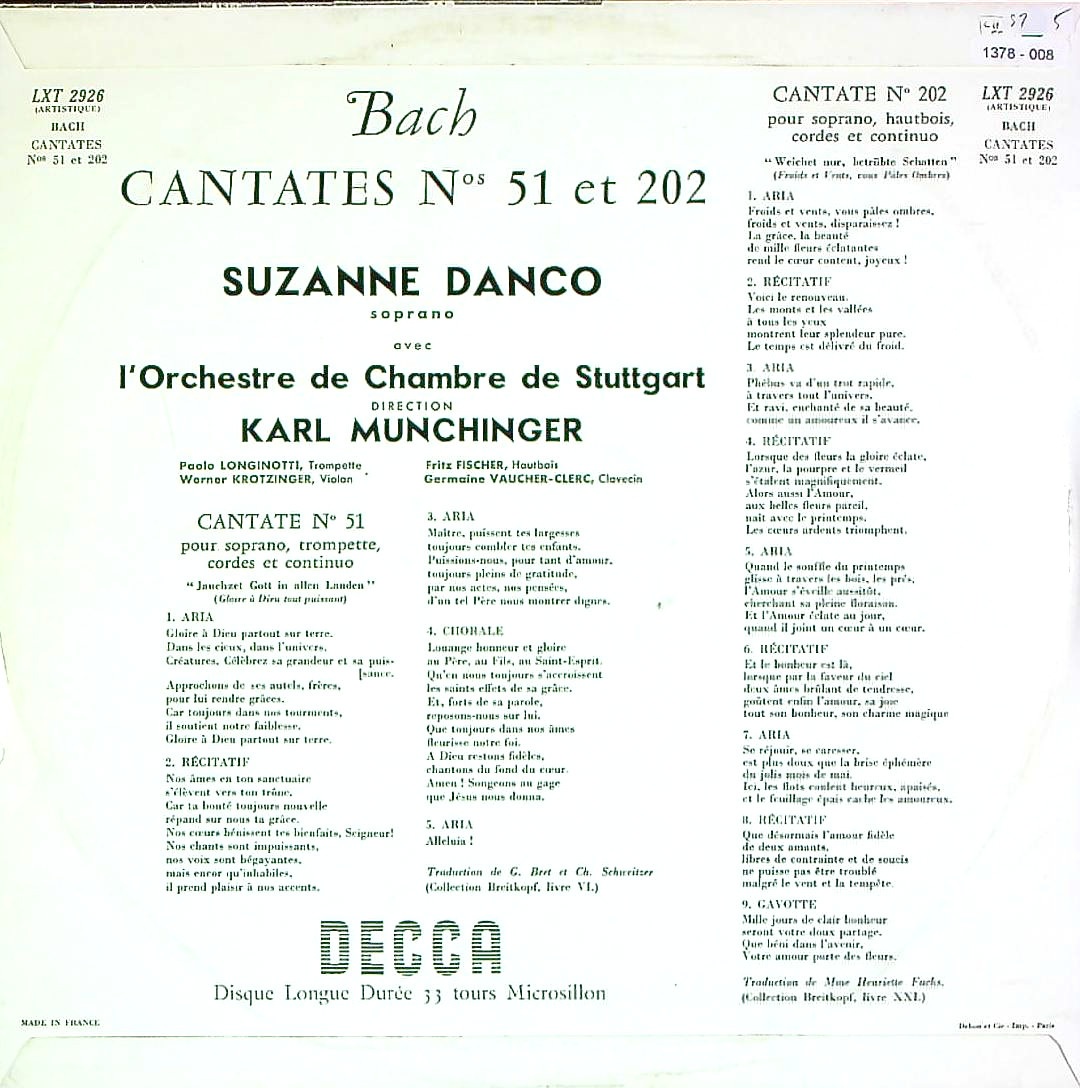 1378 - 008
LXT 2926
(ARTISTIQUE)
BACH
CANTATES
Nos 51 et 202
Bach
CANTATES Nos 51 et 202
SUZANNE DANCO
soprano
avec
l'Orchestre de Chambre de Stuttgart
DIRECTION
KARL MUNCHINGER
Paolo LONGINOTTI, Trompette
Werner KROTZINGER, Violon
Fritz FISCHER, Hautbois
Germaine VAUCHER-CLERC, Clavecin
CANTATE No 51
pour soprano, trompette,
cordes et continuo
"Jauchzet Gott in allen Landen"
(Gloire à Dieu tout puissant)
1. ARIA
Gloire à Dieu partout sur terre.
Dans les cieux, dans l'univers.
Créatures, Célèbrez sa grandeur et sa puis-
[sance.
Approchons de ses autels, frères,
pour lui rendre grâces.
Car toujours dans nos tourments,
il soutient notre faiblesse.
Gloire à Dieu partout sur terre.
2. RÉCITATIF
Nos âmes en ton sanctuaire
s'élèvent vers ton trône.
Car ta bonté toujours nouvelle
répand sur nous ta grâce.
Nos cœurs bénissent tes bienfaits, Seigneur!
Nos chants sont impuissants,
nos voix sont bégayantes,
mais encor qu'inhabiles,
il prend plaisir à nos accents.
3. ARIA
Maître, puissent tes largesses
toujours combler tes enfants.
Puissions-nous, pour tant d'amour,
toujours pleins de gratitude,
par nos actes, nos pensées,
d'un tel Père nous montrer dignes.
4. CHORALE
Louange honneur et gloire
au Père, au Fils, au Saint-Esprit.
Qu'en nous toujours s'accroissent
les saints effets de sa grâce.
Et, forts de sa parole,
reposons-nous sur lui.
Que toujours dans nos âmes
fleurisse notre foi.
A Dieu restons fidèles,
chantons du fond du cœur.
Amen ! Songeons au gage
que Jésus nous donna.
5. ARIA
Alleluia !
Traduction de G. Bret et Ch. Schweitzer
(Collection Breitkopf, livre VI.)
DECCA
Disque Longue Durée 33 tours Microsillon
MADE IN FRANCE
CANTATE No 202
pour soprano, hautbois,
cordes et continuo
"Weichet nur, betrübte Schatten"
(Froids et Vents, vous Pâles Ombres)
1. ARIA
Froids et vents, vous pâles ombres,
froids et vents, disparaissez !
La grâce, la beauté
de mille fleurs éclatantes
rend le cœur content, joyeux !
2. RÉCITATIF
Voici le renouveau.
Les monts et les vallées
à tous les yeux
montrent leur splendeur pure.
Le temps est délivré du froid.
3. ARIA
Phébus va d'un trot rapide,
à travers tout l'univers.
Et ravi, enchanté de sa beauté,
comme un amoureux il s'avance.
4. RÉCITATIF
Lorsque des fleurs la gloire éclate,
l'azur, la pourpre et le vermeil
s'étalent magnifiquement.
Alors aussi l'Amour,
aux belles fleurs pareil,
naît avec le printemps.
Les cœurs ardents triomphent.
5. ARIA
Quand le souffle du printemps
glisse à travers les bois, les prés,
l'Amour s'éveille aussitôt,
cherchant sa pleine floraison.
Et l'Amour éclate au jour,
quand il joint un cœur à un cœur.
6. RÉCITATIF
Et le bonheur est là,
lorsque par la faveur du ciel
deux âmes brûlant de tendresse,
goûtent enfin l'amour, sa joie
tout son bonheur, son charme magique
7. ARIA
Se réjouir, se caresser,
est plus doux que la brise éphémère
du jolis mois de mai.
Ici, les flots coulent heureux, apaisés,
et le feuillage épais cache les amoureux.
8. RÉCITATIF
Que désormais l'amour fidèle
de deux amants,
libres de contrainte et de soucis
ne puisse pas être troublé
malgré le vent et la tempête.
9. GAVOTTE
Mille jours de clair bonheur
seront votre doux partage.
Que béni dans l'avenir,
Votre amour porte des fleurs.
Traduction de Mme Henriette Fuchs.
(Collection Breitkopf, livre XXI.)
LXT 2926
(ARTISTIQUE)
BACH
CANTATES
Nos 51 et 202
et Cie - Imp. - Paris